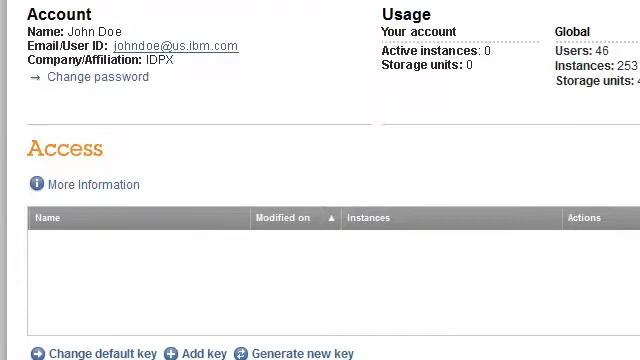 Account
Name: John Doe
Email/User ID: johndoe@us.ibm.com
Company/Affiliation: IDPX
→ Change password
Usage
Your account
Active instances: 0
Storage units: 0
Global
Users: 46
Instances: 253
Storage units:
Access
More Information
Name Modified on ▲ Instances Actions
Change default key Add key Generate new key